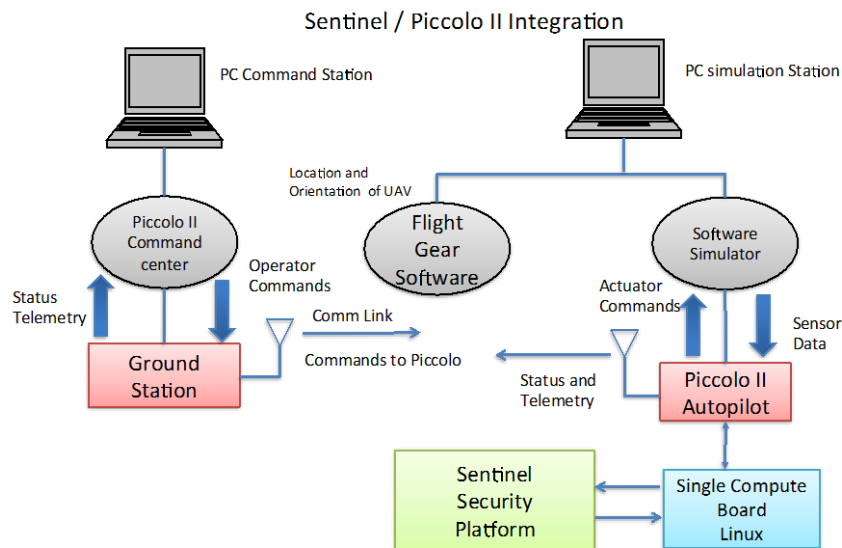 Sentinel / Piccolo II Integration
PC Command Station
PC simulation Station
Location and
Orientation of UAV
Piccolo II
Command
center
Flight
Gear
Software
Software
Simulator
Status
Telemetry
Operator
Commands
Actuator
Commands
Sensor
Data
Comm Link
Commands to Piccolo
Ground
Station
Status and
Telemetry
Piccolo II
Autopilot
Sentinel
Security
Platform
Single Compute
Board
Linux